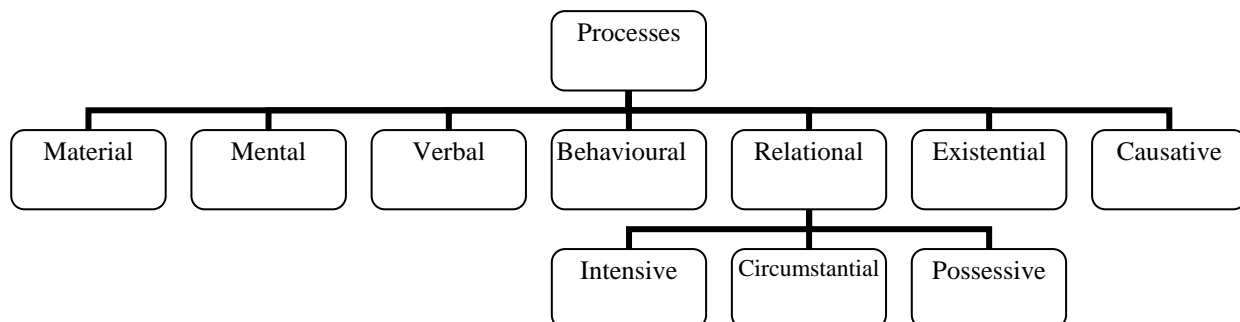 Processes
Material
Mental
Verbal
Behavioural
Relational
Existential
Causative
Intensive
Circumstantial
Possessive